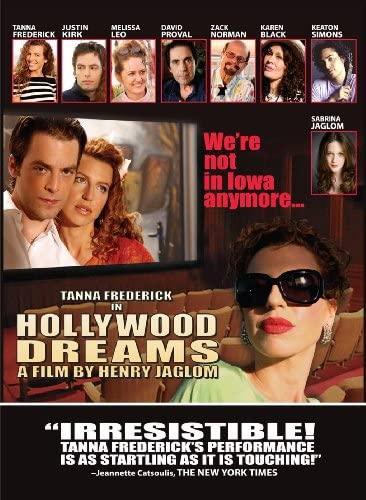 TANNA FREDERICK
JUSTIN KIRK
MELISSA LEO
DAVID PROVAL
ZACK NORMAN
KAREN BLACK
KEATON SIMONS
SABRINA JAGLOM
We're
not
in Iowa
anymore...
TANNA FREDERICK
IN
HOLLYWOOD
DREAMS
A FILM BY HENRY JAGLOM
“IRRESISTIBLE!
TANNA FREDERICK'S PERFORMANCE
IS AS STARTLING AS IT IS TOUCHING!”
–Jeannette Catsoulis, THE NEW YORK TIMES